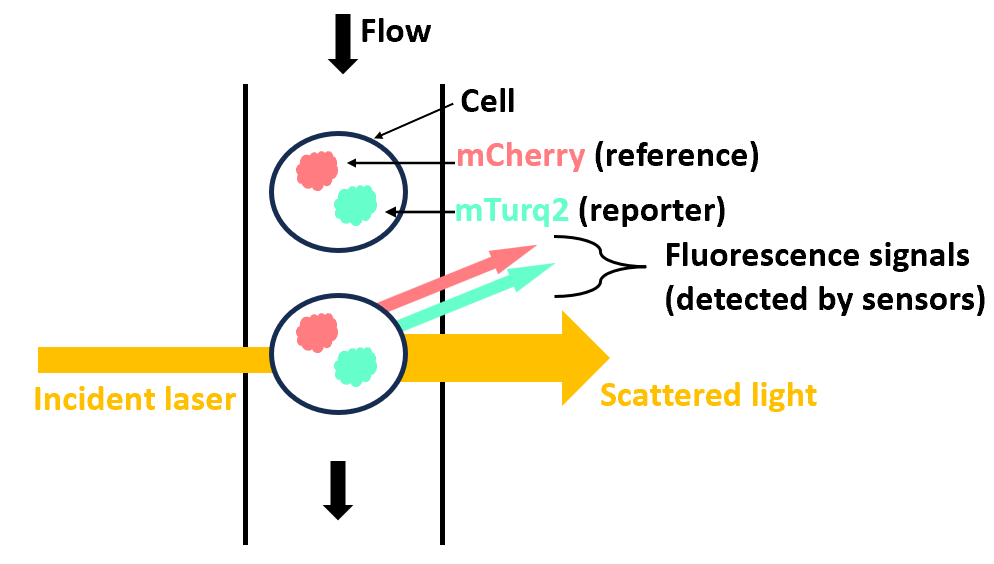 Flow
Cell
mCherry (reference)
mTurq2 (reporter)
Fluorescence signals
(detected by sensors)
Incident laser
Scattered light